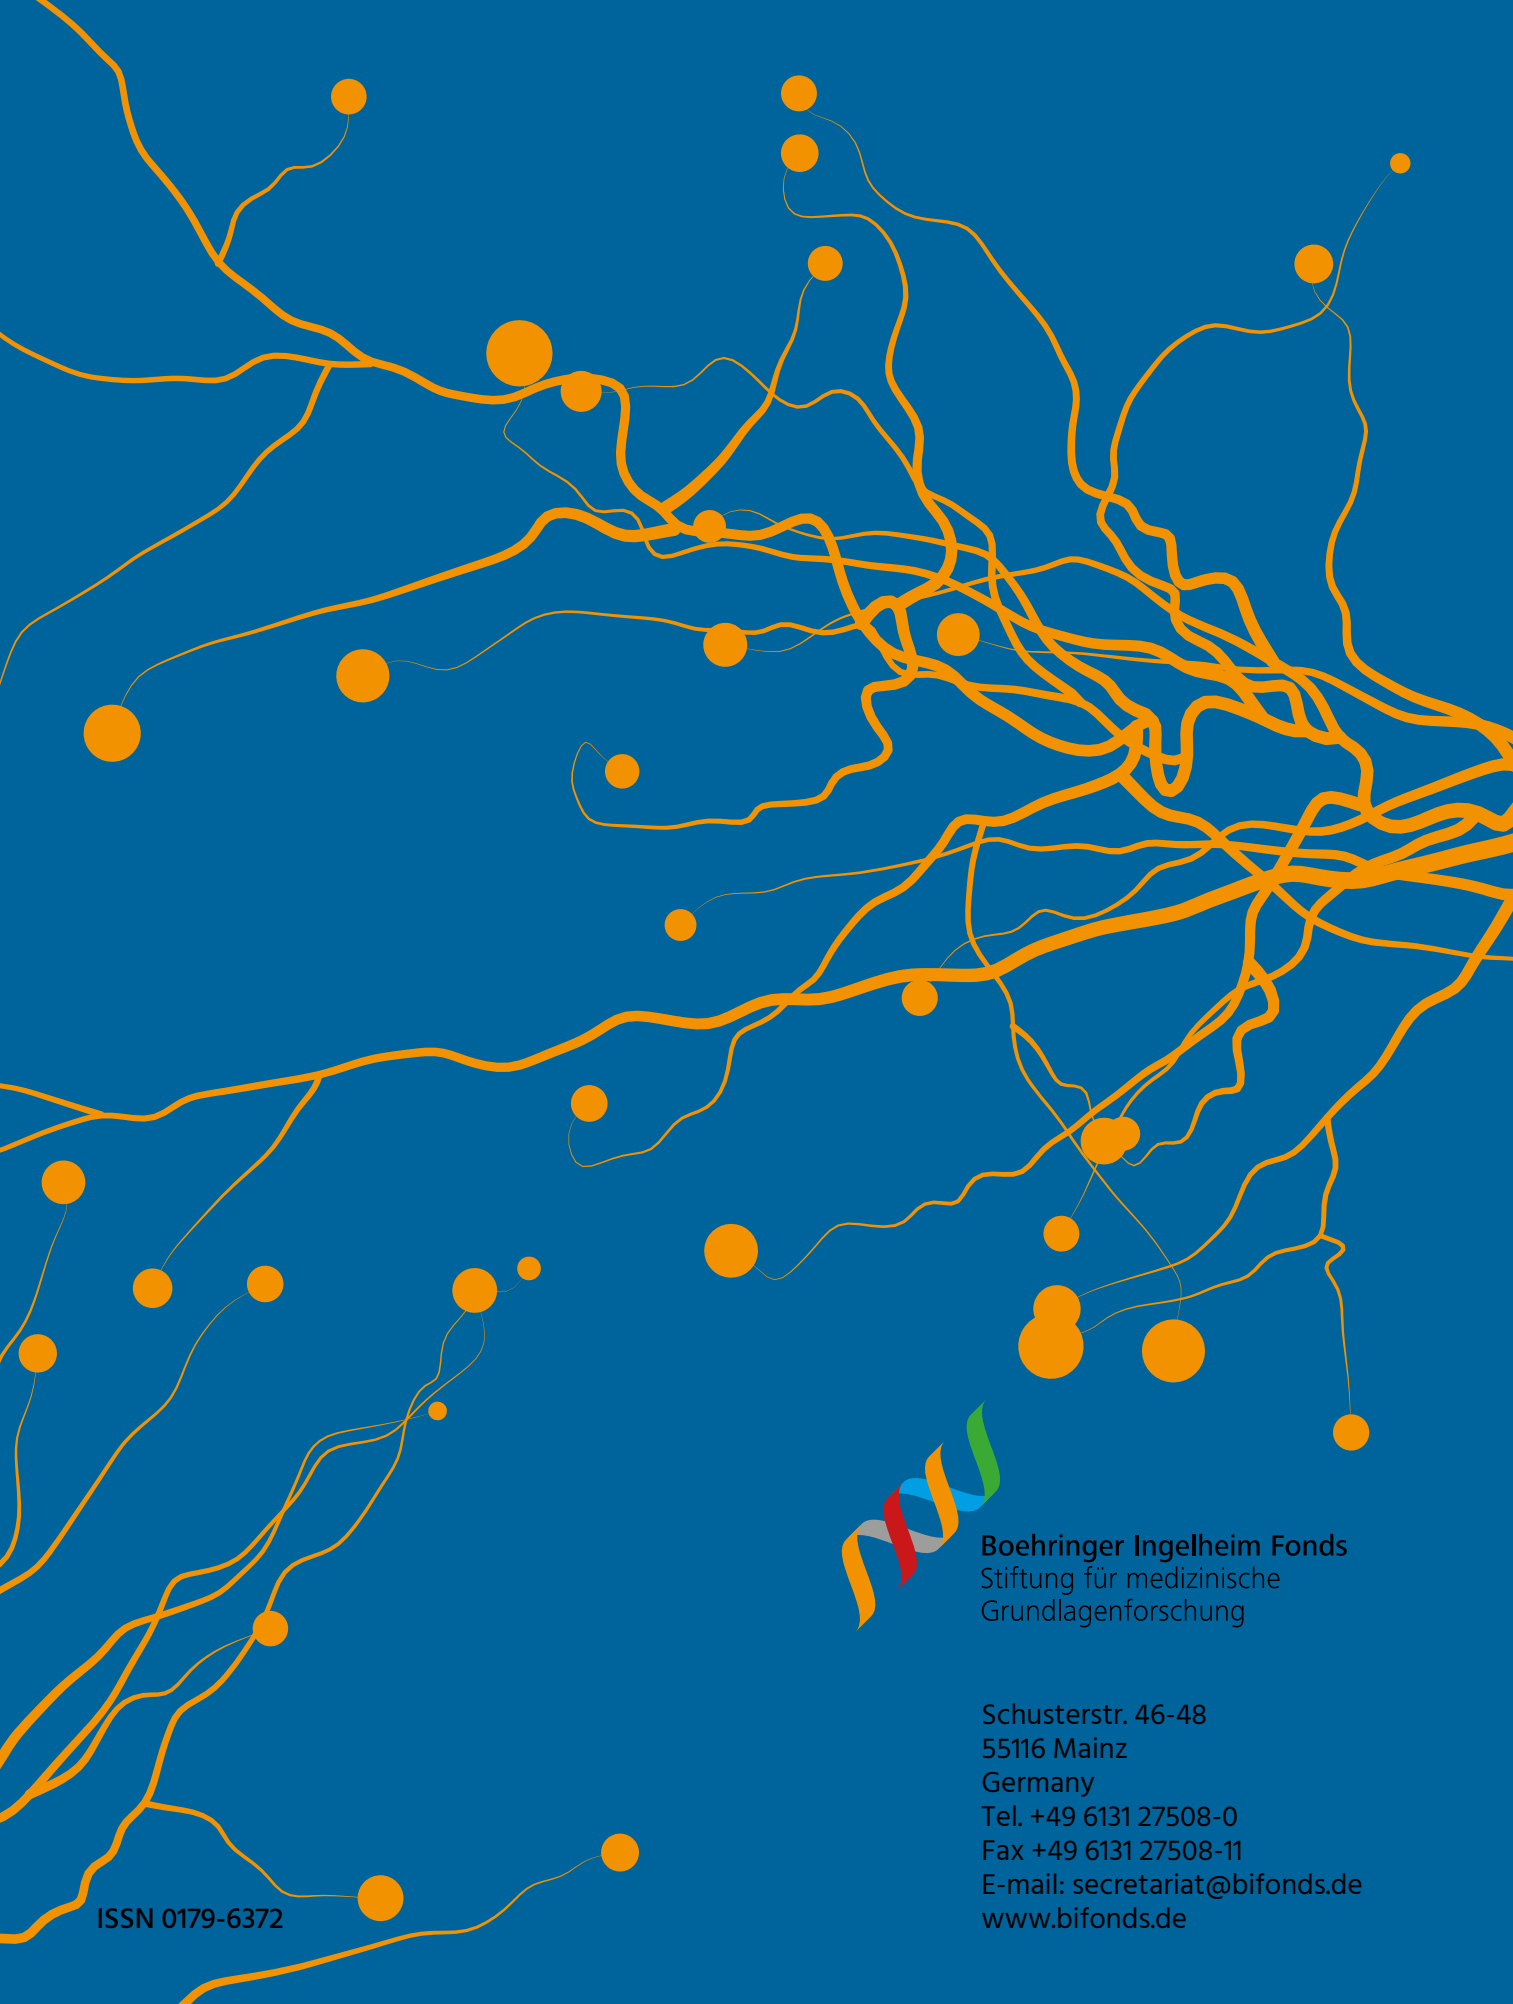 Boehringer Ingelheim Fonds
Stiftung für medizinische
Grundlagenforschung
Schusterstr. 46-48
55116 Mainz
Germany
Tel. +49 6131 27508-0
Fax +49 6131 27508-11
E-mail: secretariat@bifonds.de
www.bifonds.de
ISSN 0179-6372